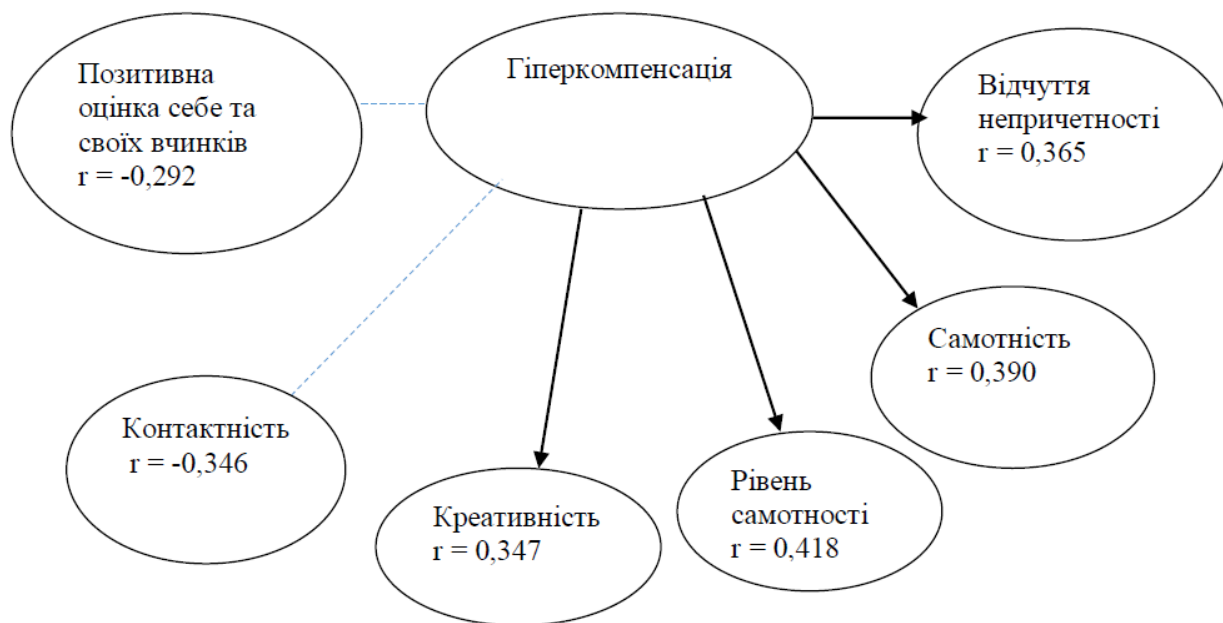 Позитивна
оцінка себе та
своїх вчинків
r = -0,292
Гіперкомпенсація
Відчуття
непричетності
r = 0,365
Самотність
r = 0,390
Контактність
r = -0,346
Креативність
r = 0,347
Рівень
самотності
r = 0,418